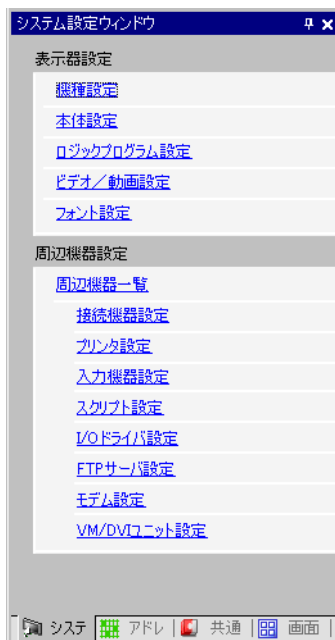 システム設定ウィンドウ
表示器設定
機種設定
本体設定
ロジックプログラム設定
ビデオ／動画設定
フォント設定
周辺機器設定
周辺機器一覧
接続機器設定
プリンタ設定
入力機器設定
スクリプト設定
I/Oドライバ設定
FTPサーバ設定
モデム設定
VM/DVIユニット設定
システ アドレ 共通 画面